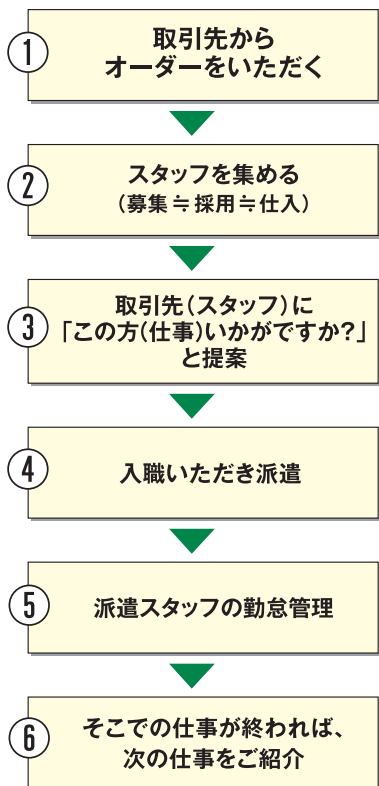 ①
取引先から
オーダーをいただく
②
スタッフを集める
（募集≒採用≒仕入）
③
取引先（スタッフ）に
「この方（仕事）いかがですか？」
と提案
④
入職いただき派遣
⑤
派遣スタッフの勤怠管理
⑥
そこでの仕事が終われば、
次の仕事をご紹介